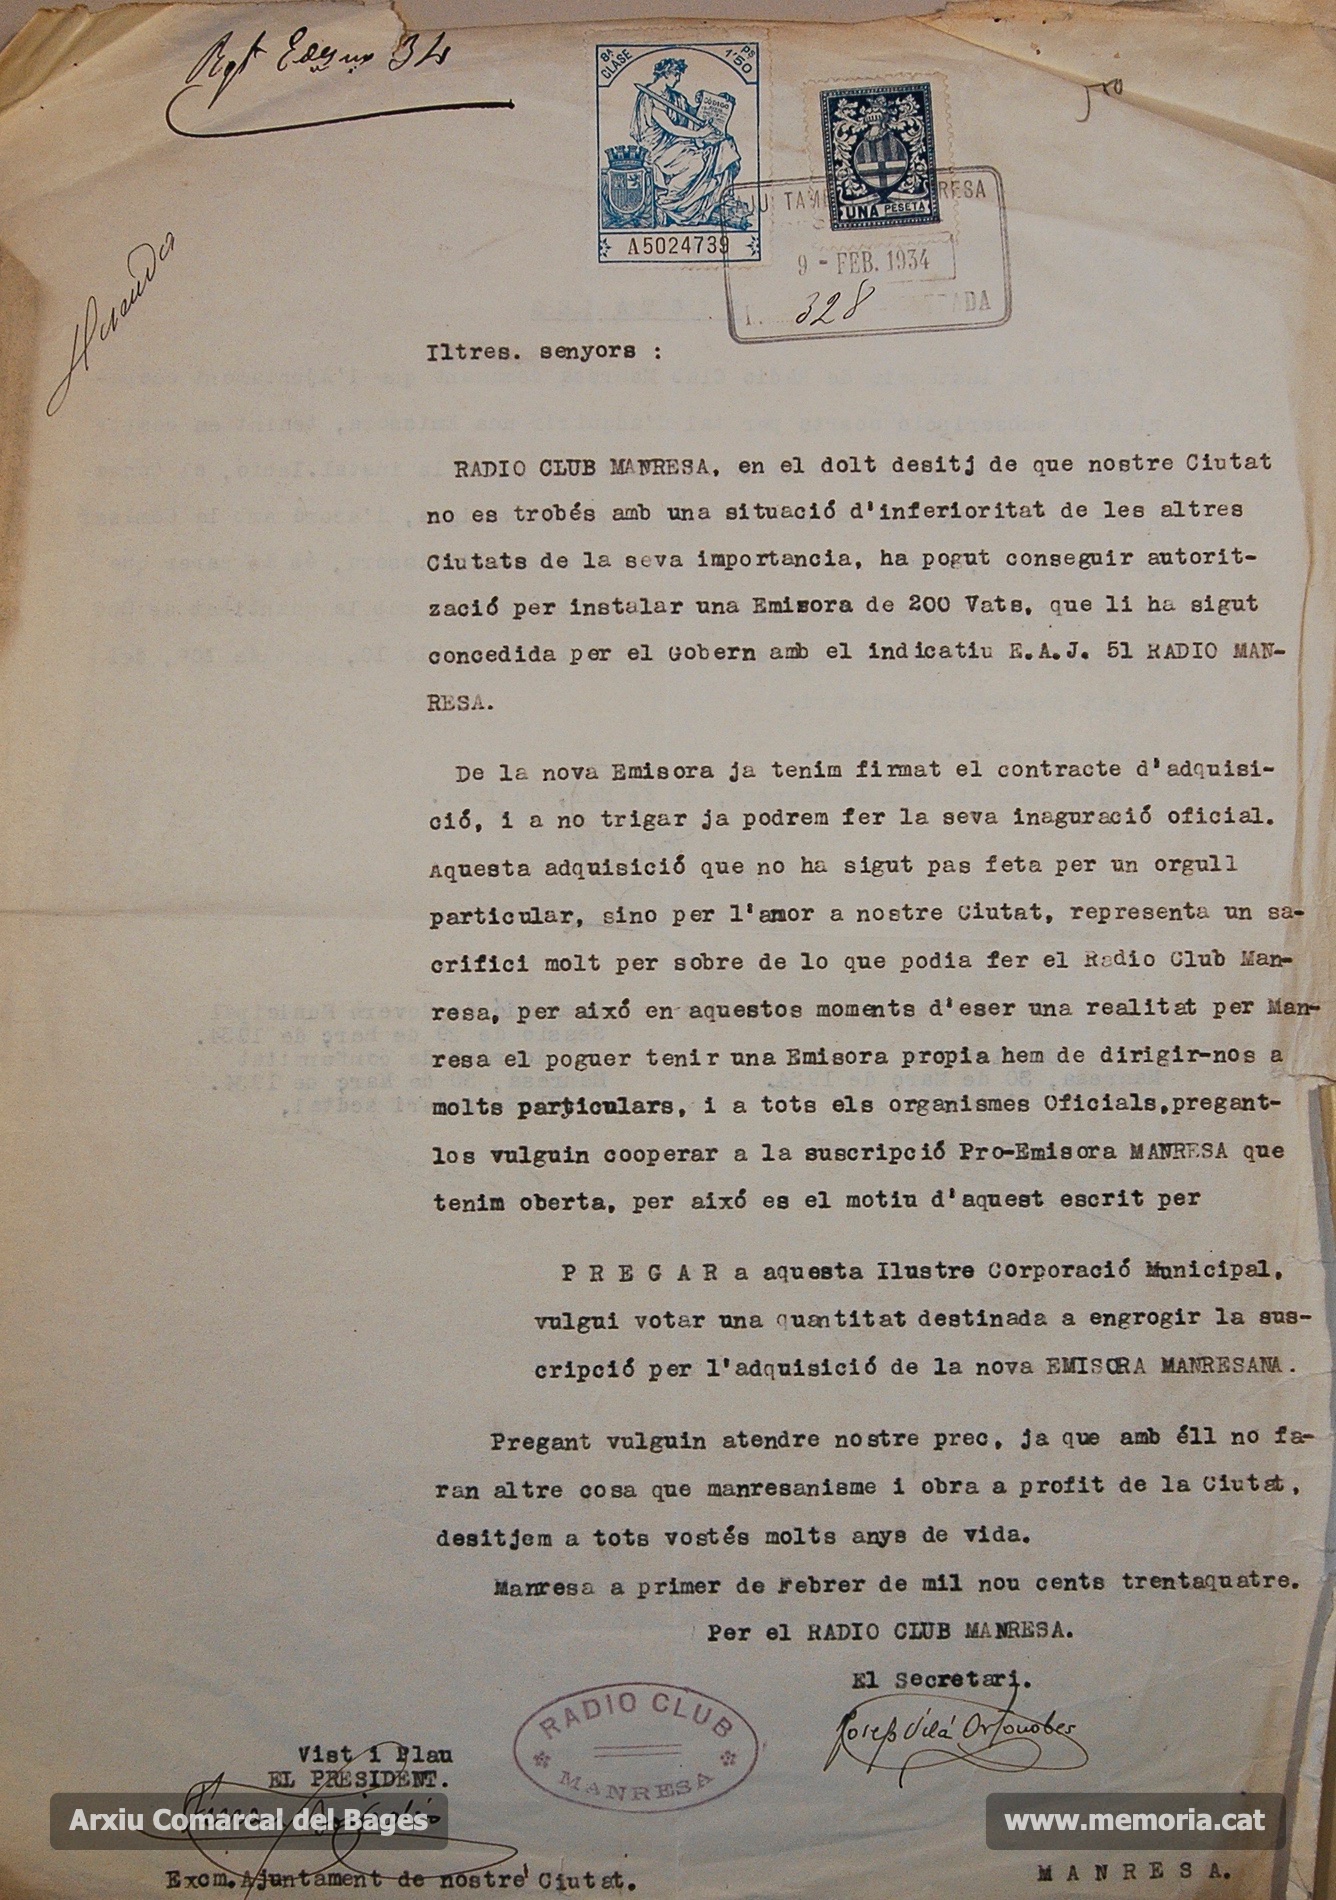 Rgt 34
8A CLASE
PS 1'50
CÓDIGO
A5024739
UNA PESETA
AJUNTAMENT RESA
9 - FEB. 1934
328 ENTRADA
Hisenda
Iltres. senyors :
RADIO CLUB MANRESA, en el dolt desitj de que nostre Ciutat
no es trobés amb una situació d'inferioritat de les altres
Ciutats de la seva importancia, ha pogut conseguir autorit-
zació per instalar una Emisora de 200 Vats, que li ha sigut
concedida per el Gobern amb el indicatiu E.A.J. 51 RADIO MAN-
RESA.
De la nova Emisora ja tenim firmat el contracte d'adquisi-
ció, i a no trigar ja podrem fer la seva inaguració oficial.
Aquesta adquisició que no ha sigut pas feta per un orgull
particular, sino per l'amor a nostre Ciutat, representa un sa-
crifici molt per sobre de lo que podia fer el Radio Club Man-
resa, per aixó en aquestos moments d'eser una realitat per Man-
resa el poguer tenir una Emisora propia hem de dirigir-nos a
molts particulars, i a tots els organismes Oficials,pregant-
los vulguin cooperar a la suscripció Pro-Emisora MANRESA que
tenim oberta, per aixó es el motiu d'aquest escrit per
P R E G A R a aquesta Ilustre Corporació Municipal,
vulgui votar una quantitat destinada a engrogir la sus-
cripció per l'adquisició de la nova EMISORA MANRESANA.
Pregant vulguin atendre nostre prec, ja que amb éll no fa-
ran altre cosa que manresanisme i obra a profit de la Ciutat,
desitjem a tots vostés molts anys de vida.
Manresa a primer de Febrer de mil nou cents trentaquatre.
Per el RADIO CLUB MANRESA.
El Secretari.
Josep Vilá Orsonobes
RADIO CLUB
MANRESA
Vist i Plau
EL PRESIDENT.
Arxiu Comarcal del Bages
www.memoria.cat
Excm.Ajuntament de nostre Ciutat.
M A N R E S A.